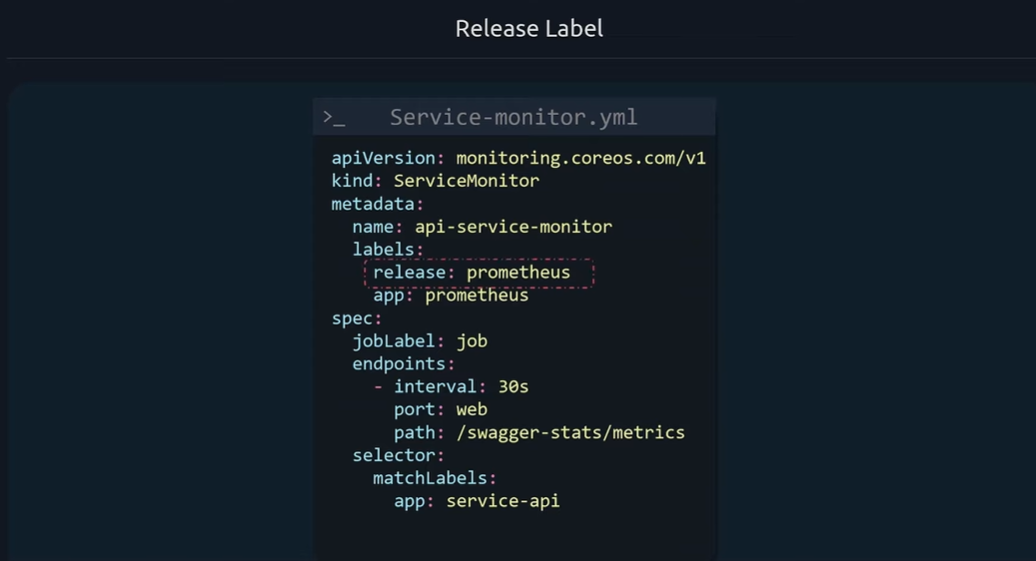 Release Label
>_ Service-monitor.yml
apiVersion: monitoring.coreos.com/v1
kind: ServiceMonitor
metadata:
  name: api-service-monitor
  labels:
    release: prometheus
    app: prometheus
spec:
  jobLabel: job
  endpoints:
    - interval: 30s
      port: web
      path: /swagger-stats/metrics
  selector:
    matchLabels:
      app: service-api